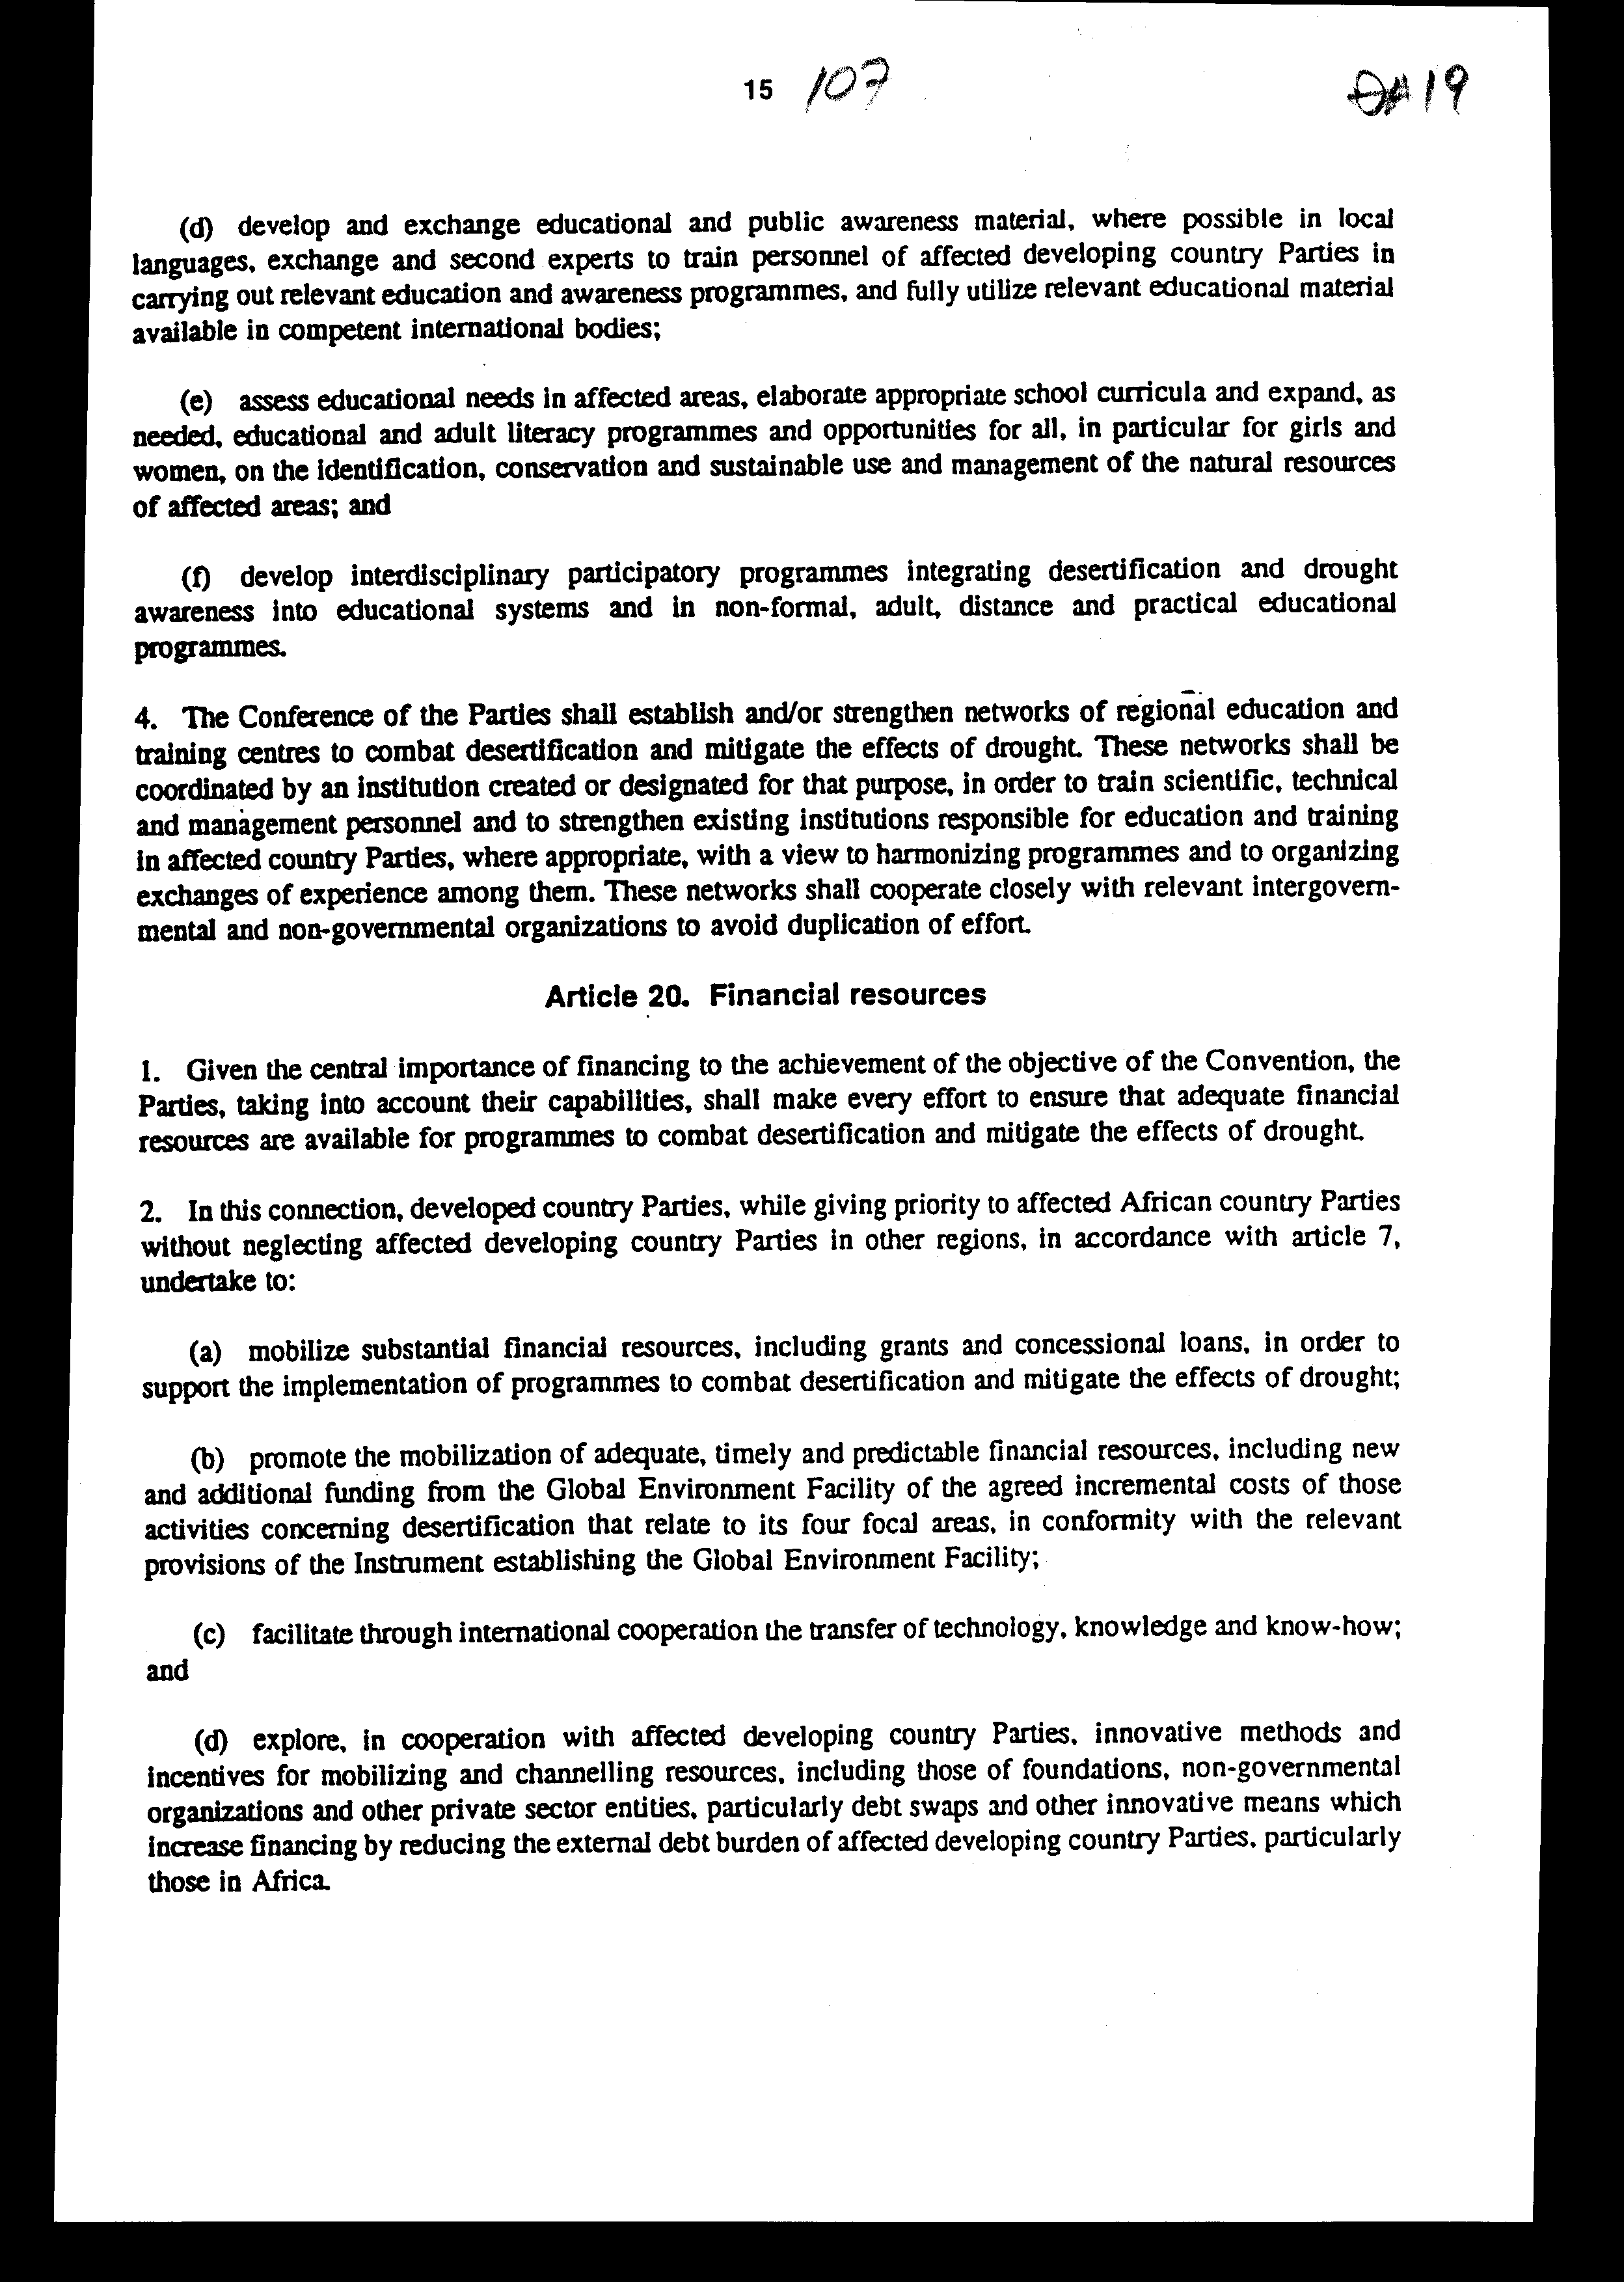 15 107
19
(d) develop and exchange educational and public awareness material, where possible in local
languages, exchange and second experts to train personnel of affected developing country Parties in
carrying out relevant education and awareness programmes, and fully utilize relevant educational material
available in competent international bodies;
(e) assess educational needs in affected areas, elaborate appropriate school curricula and expand, as
needed, educational and adult literacy programmes and opportunities for all, in particular for girls and
women, on the identification, conservation and sustainable use and management of the natural resources
of affected areas; and
(f) develop interdisciplinary participatory programmes integrating desertification and drought
awareness into educational systems and in non-formal, adult, distance and practical educational
programmes.
4. The Conference of the Parties shall establish and/or strengthen networks of regional education and
training centres to combat desertification and mitigate the effects of drought. These networks shall be
coordinated by an institution created or designated for that purpose, in order to train scientific, technical
and management personnel and to strengthen existing institutions responsible for education and training
in affected country Parties, where appropriate, with a view to harmonizing programmes and to organizing
exchanges of experience among them. These networks shall cooperate closely with relevant intergovern-
mental and non-governmental organizations to avoid duplication of effort.
Article 20. Financial resources
1. Given the central importance of financing to the achievement of the objective of the Convention, the
Parties, taking into account their capabilities, shall make every effort to ensure that adequate financial
resources are available for programmes to combat desertification and mitigate the effects of drought.
2. In this connection, developed country Parties, while giving priority to affected African country Parties
without neglecting affected developing country Parties in other regions, in accordance with article 7,
undertake to:
(a) mobilize substantial financial resources, including grants and concessional loans, in order to
support the implementation of programmes to combat desertification and mitigate the effects of drought;
(b) promote the mobilization of adequate, timely and predictable financial resources, including new
and additional funding from the Global Environment Facility of the agreed incremental costs of those
activities concerning desertification that relate to its four focal areas, in conformity with the relevant
provisions of the Instrument establishing the Global Environment Facility;
(c) facilitate through international cooperation the transfer of technology, knowledge and know-how;
and
(d) explore, in cooperation with affected developing country Parties, innovative methods and
incentives for mobilizing and channelling resources, including those of foundations, non-governmental
organizations and other private sector entities, particularly debt swaps and other innovative means which
increase financing by reducing the external debt burden of affected developing country Parties, particularly
those in Africa.